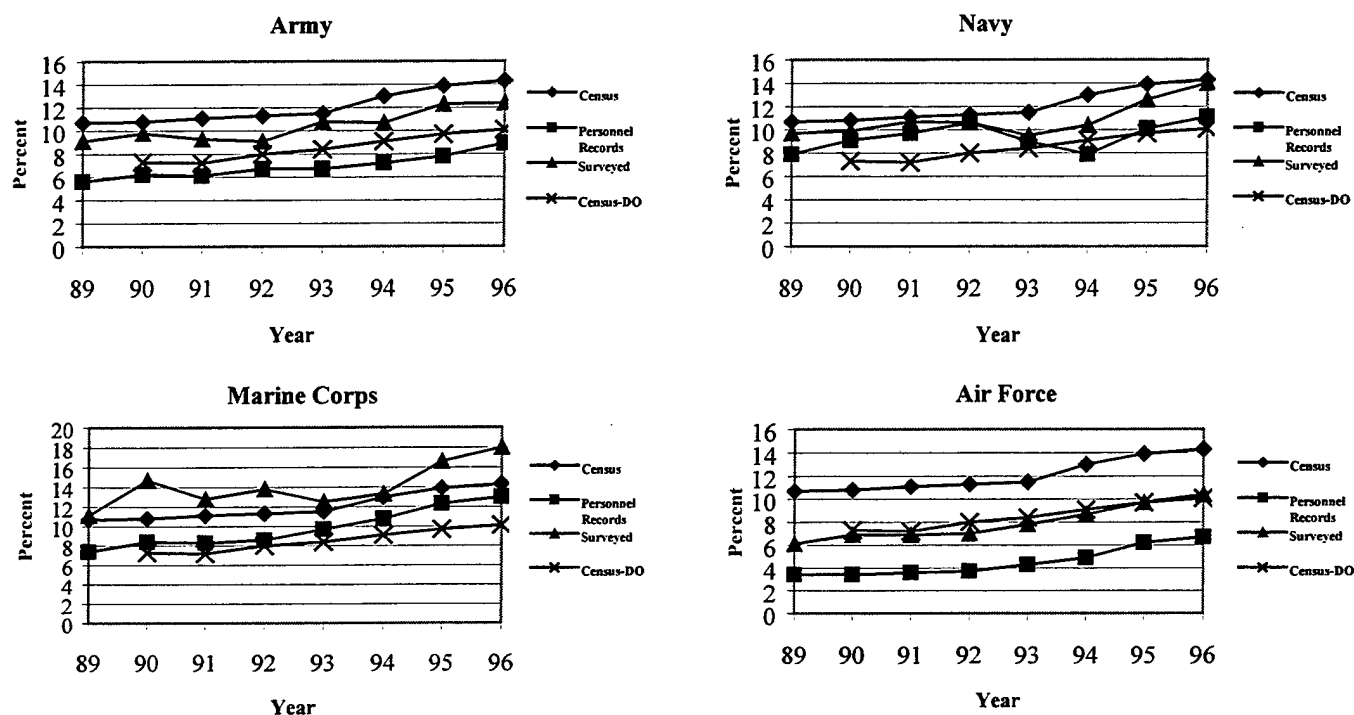 Army
16
14
12
10
8
6
4
2
0
Percent
89 90 91 92 93 94 95 96
Year
Census
Personnel
Records
Surveyed
Census-DO
Navy
16
14
12
10
8
6
4
2
0
Percent
89 90 91 92 93 94 95 96
Year
Census
Personnel
Records
Surveyed
Census-DO
Marine Corps
20
18
16
14
12
10
8
6
4
2
0
Percent
89 90 91 92 93 94 95 96
Year
Census
Personnel
Records
Surveyed
Census-DO
Air Force
16
14
12
10
8
6
4
2
0
Percent
89 90 91 92 93 94 95 96
Year
Census
Personnel
Records
Surveyed
Census-DO